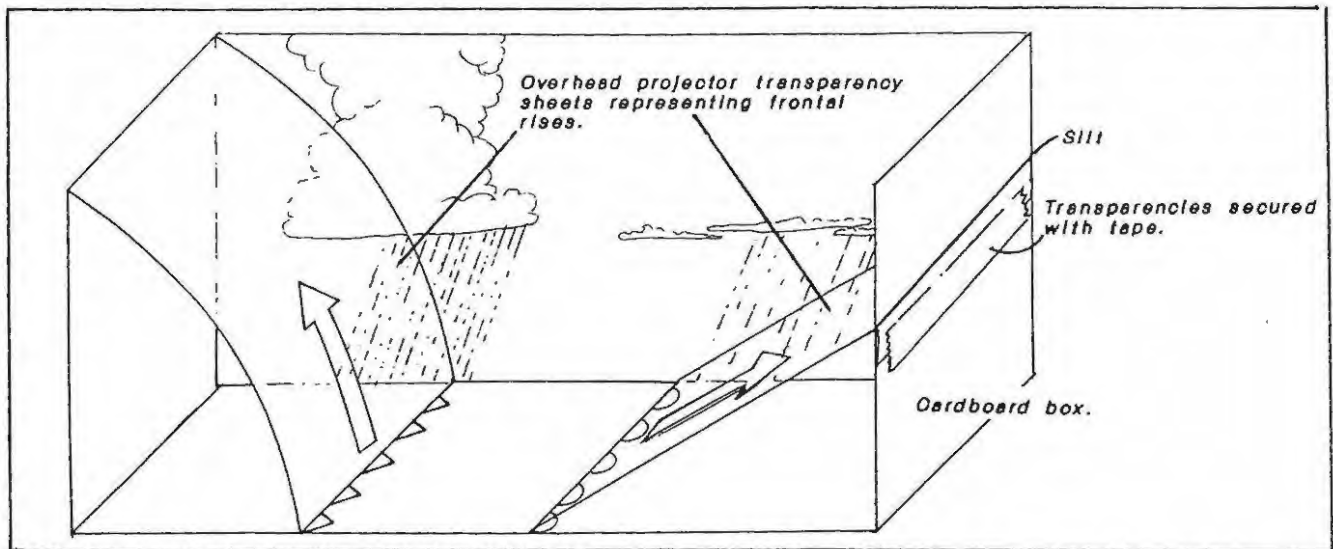 Overhead projector transparency
sheets representing frontal
rises.
Slit
Transparencies secured
with tape.
Cardboard box.